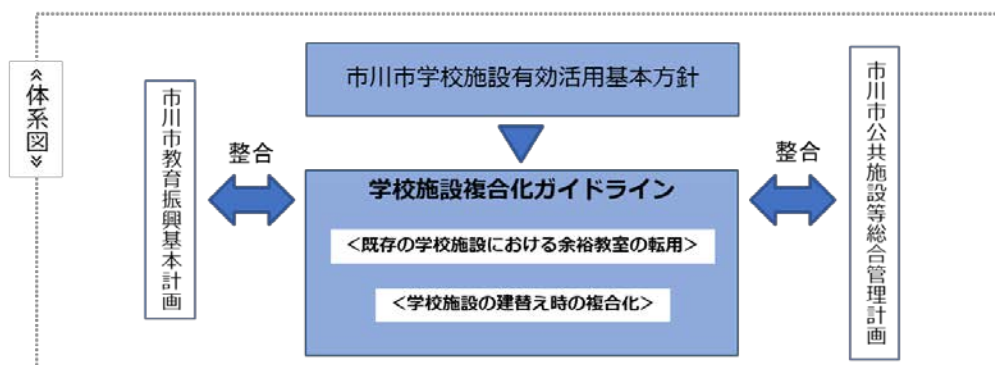 ≪体系図≫
市川市学校施設有効活用基本方針
市川市教育振興基本計画
整合
学校施設複合化ガイドライン
<既存の学校施設における余裕教室の転用>
<学校施設の建替え時の複合化>
整合
市川市公共施設等総合管理計画